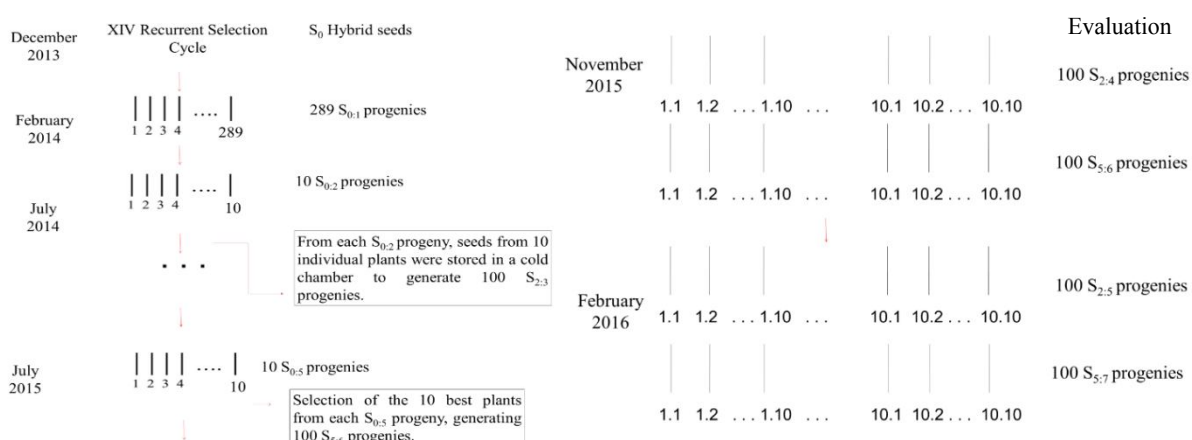 December
2013
XIV Recurrent Selection
Cycle
S0 Hybrid seeds
February
2014
1 2 3 4 .... 289
289 S0:1 progenies
July
2014
1 2 3 4 .... 10
10 S0:2 progenies
. . .
From each S0:2 progeny, seeds from 10
individual plants were stored in a cold
chamber to generate 100 S2:3
progenies.
July
2015
1 2 3 4 .... 10
10 S0:5 progenies
Selection of the 10 best plants
from each S0:5 progeny, generating
100 S5:6 progenies.
Evaluation
November
2015
1.1 1.2 ... 1.10 ... 10.1 10.2 ... 10.10
100 S2:4 progenies
1.1 1.2 ... 1.10 ... 10.1 10.2 ... 10.10
100 S5:6 progenies
February
2016
1.1 1.2 ... 1.10 ... 10.1 10.2 ... 10.10
100 S2:5 progenies
1.1 1.2 ... 1.10 ... 10.1 10.2 ... 10.10
100 S5:7 progenies